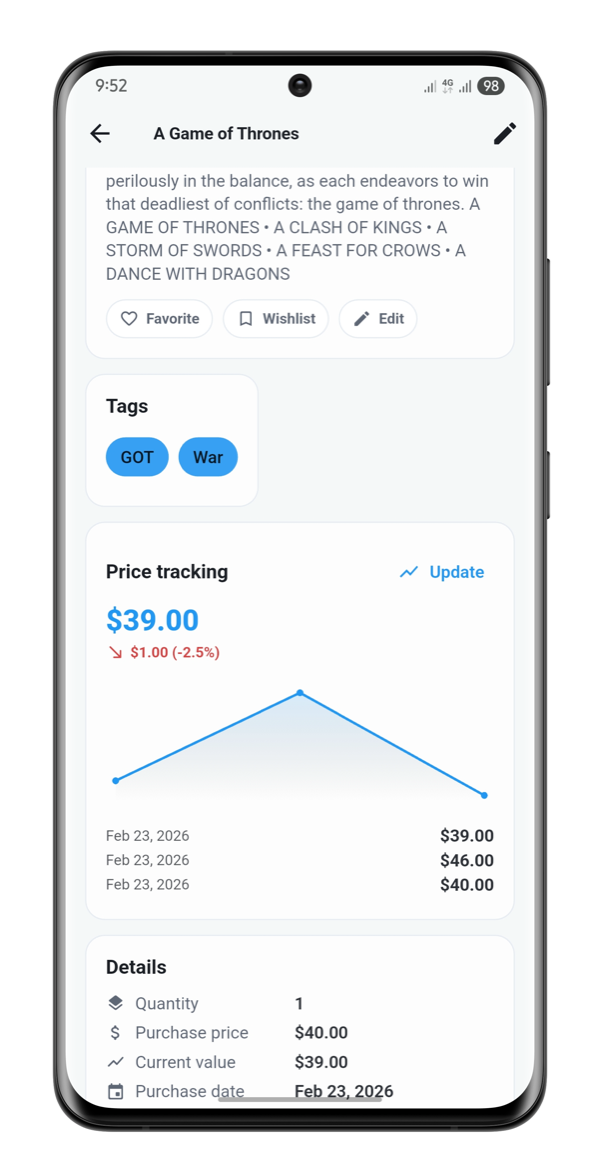 9:52
4G 98
A Game of Thrones
perilously in the balance, as each endeavors to win
that deadliest of conflicts: the game of thrones. A
GAME OF THRONES • A CLASH OF KINGS • A
STORM OF SWORDS • A FEAST FOR CROWS • A
DANCE WITH DRAGONS
Favorite Wishlist Edit
Tags
GOT War
Price tracking Update
$39.00
$1.00 (-2.5%)
Feb 23, 2026 $39.00
Feb 23, 2026 $46.00
Feb 23, 2026 $40.00
Details
Quantity 1
Purchase price $40.00
Current value $39.00
Purchase date Feb 23, 2026